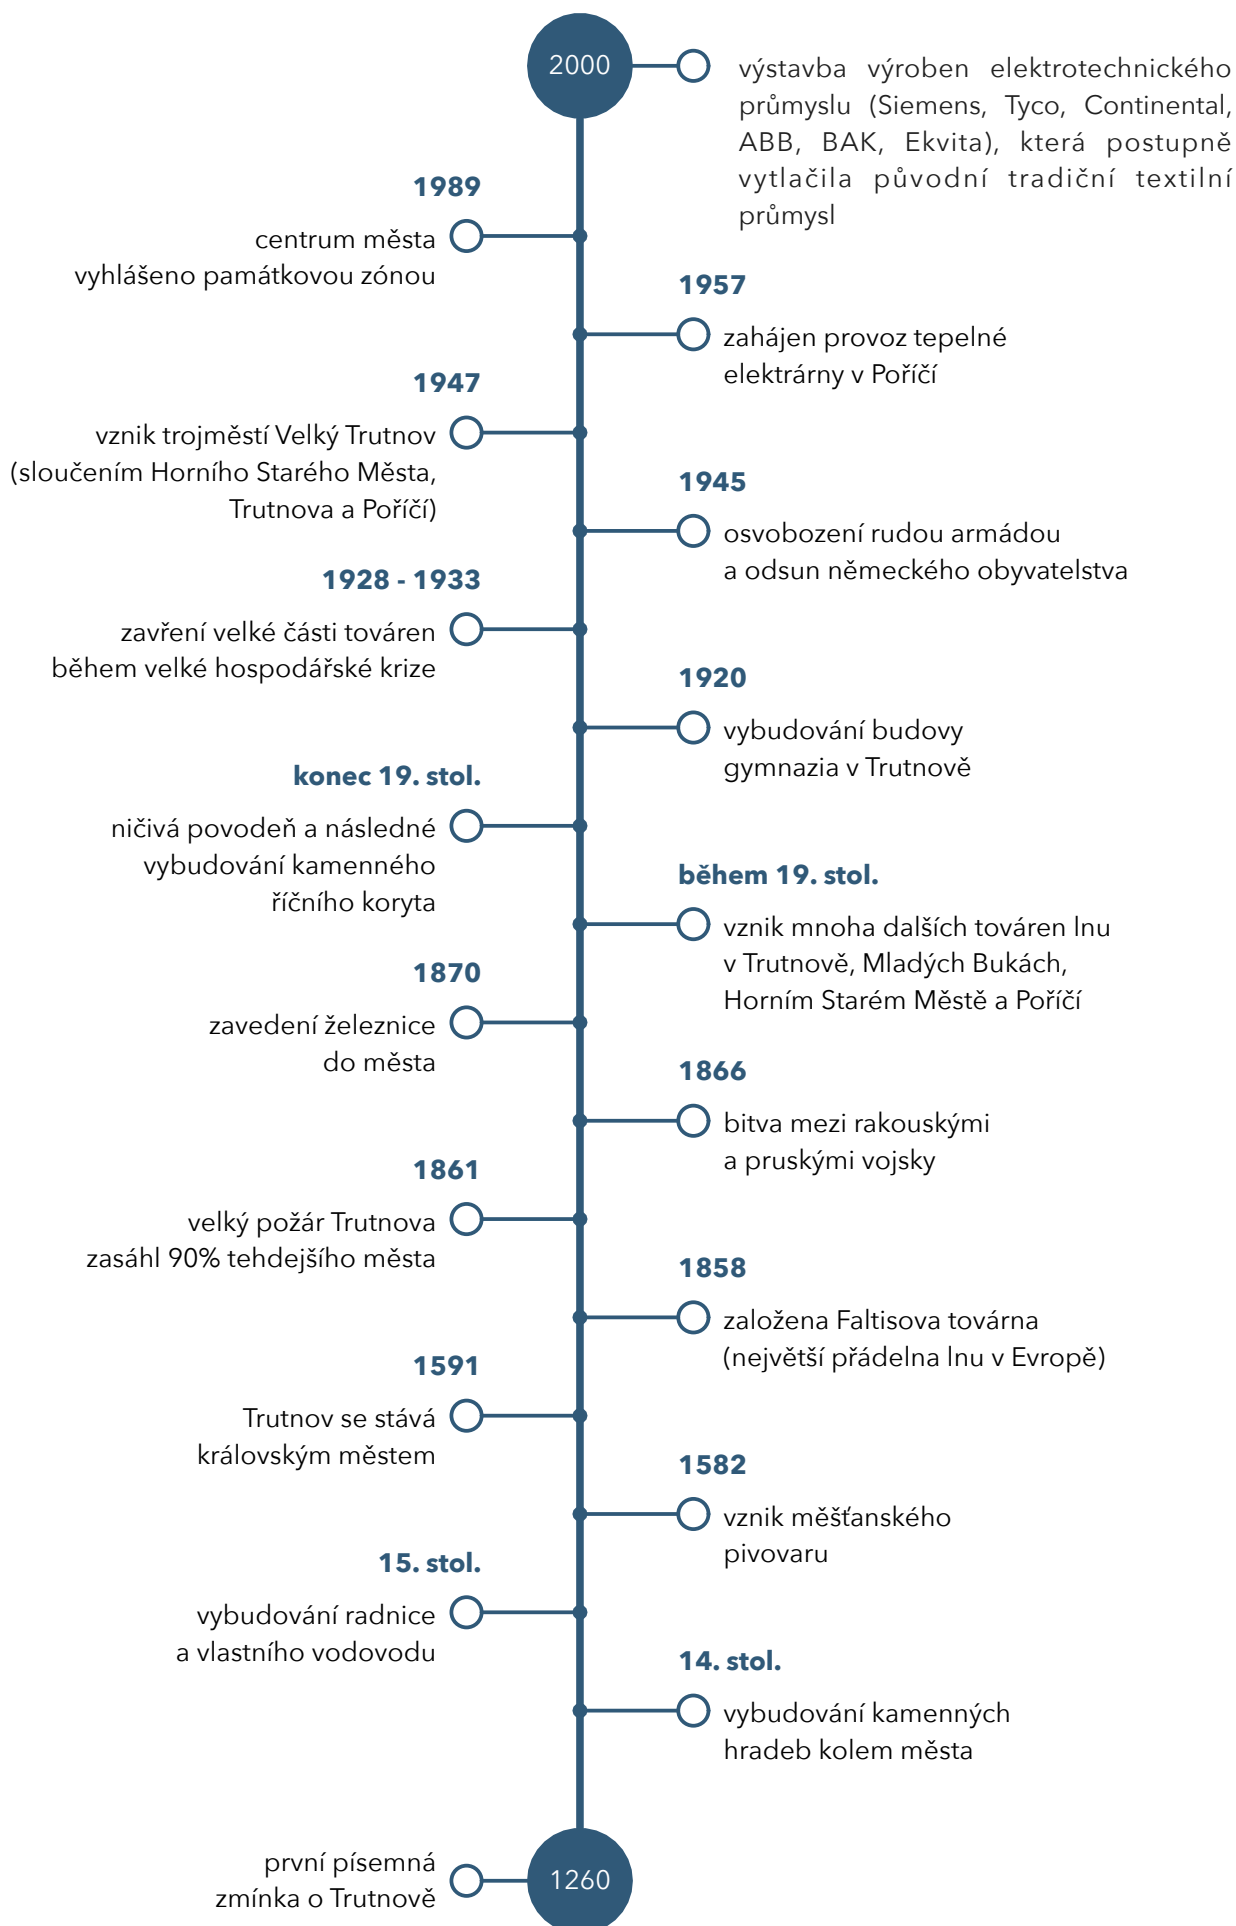 2000
výstavba výroben elektrotechnického
průmyslu (Siemens, Tyco, Continental,
ABB, BAK, Ekvita), která postupně
vytlačila původní tradiční textilní
průmysl
1989
centrum města
vyhlášeno památkovou zónou
1957
zahájen provoz tepelné
elektrárny v Poříčí
1947
vznik trojměstí Velký Trutnov
(sloučením Horního Starého Města,
Trutnova a Poříčí)
1945
osvobození rudou armádou
a odsun německého obyvatelstva
1928 - 1933
zavření velké části továren
během velké hospodářské krize
1920
vybudování budovy
gymnazia v Trutnově
konec 19. stol.
ničivá povodeň a následné
vybudování kamenného
říčního koryta
během 19. stol.
vznik mnoha dalších továren lnu
v Trutnově, Mladých Bukách,
Horním Starém Městě a Poříčí
1870
zavedení železnice
do města
1866
bitva mezi rakouskými
a pruskými vojsky
1861
velký požár Trutnova
zasáhl 90% tehdejšího města
1858
založena Faltisova továrna
(největší přádelna lnu v Evropě)
1591
Trutnov se stává
královským městem
1582
vznik měšťanského
pivovaru
15. stol.
vybudování radnice
a vlastního vodovodu
14. stol.
vybudování kamenných
hradeb kolem města
první písemná
zmínka o Trutnově
1260